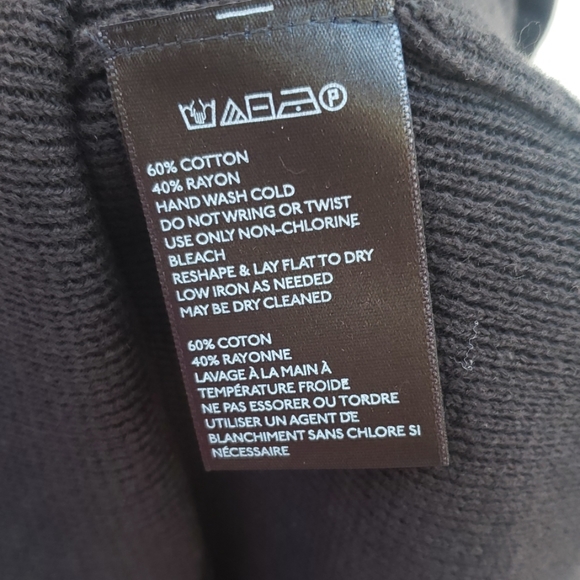 P
60% COTTON
40% RAYON
HAND WASH COLD
DO NOT WRING OR TWIST
USE ONLY NON-CHLORINE
BLEACH
RESHAPE & LAY FLAT TO DRY
LOW IRON AS NEEDED
MAY BE DRY CLEANED
60% COTON
40% RAYONNE
LAVAGE À LA MAIN À
TEMPÉRATURE FROIDE
NE PAS ESSORER OU TORDRE
UTILISER UN AGENT DE
BLANCHIMENT SANS CHLORE SI
NÉCESSAIRE